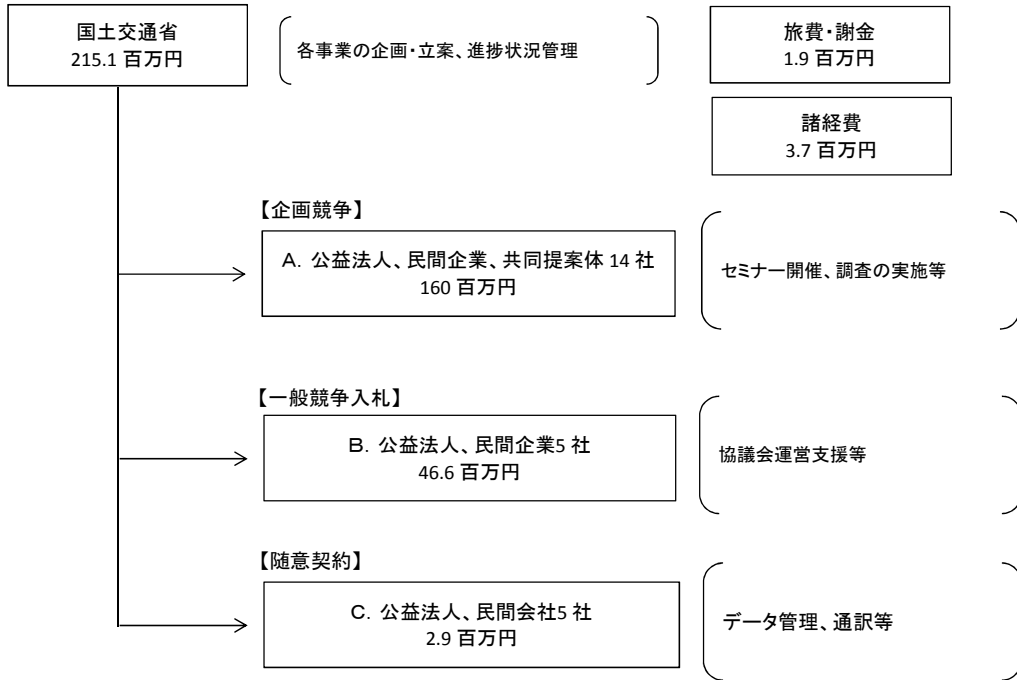 国土交通省
215.1 百万円
各事業の企画・立案、進捗状況管理
旅費・謝金
1.9 百万円
諸経費
3.7 百万円
【企画競争】
A. 公益法人、民間企業、共同提案体 14 社
160 百万円
セミナー開催、調査の実施等
【一般競争入札】
B. 公益法人、民間企業5 社
46.6 百万円
協議会運営支援等
【随意契約】
C. 公益法人、民間会社5 社
2.9 百万円
データ管理、通訳等